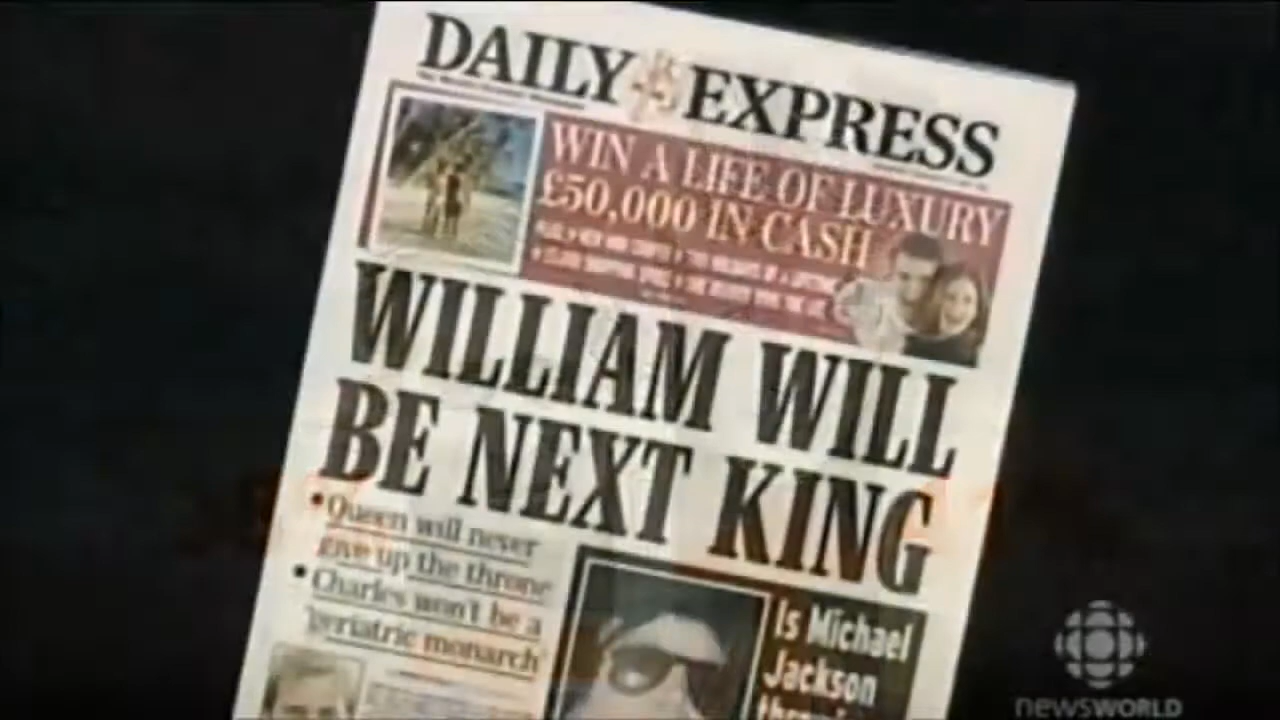 DAILY EXPRESS
WIN A LIFE OF LUXURY
£50,000 IN CASH
WILLIAM WILL
BE NEXT KING
• Queen will never
give up the throne
• Charles won't be a
'geriatric monarch'
Is Michael
Jackson
newsWORLD